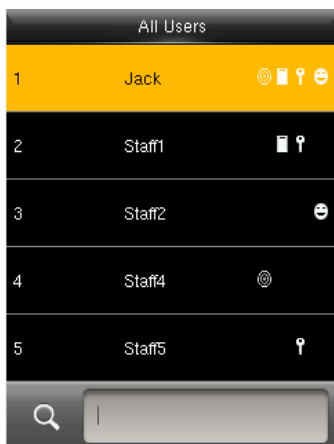 All Users
1 Jack
2 Staff1
3 Staff2
4 Staff4
5 Staff5